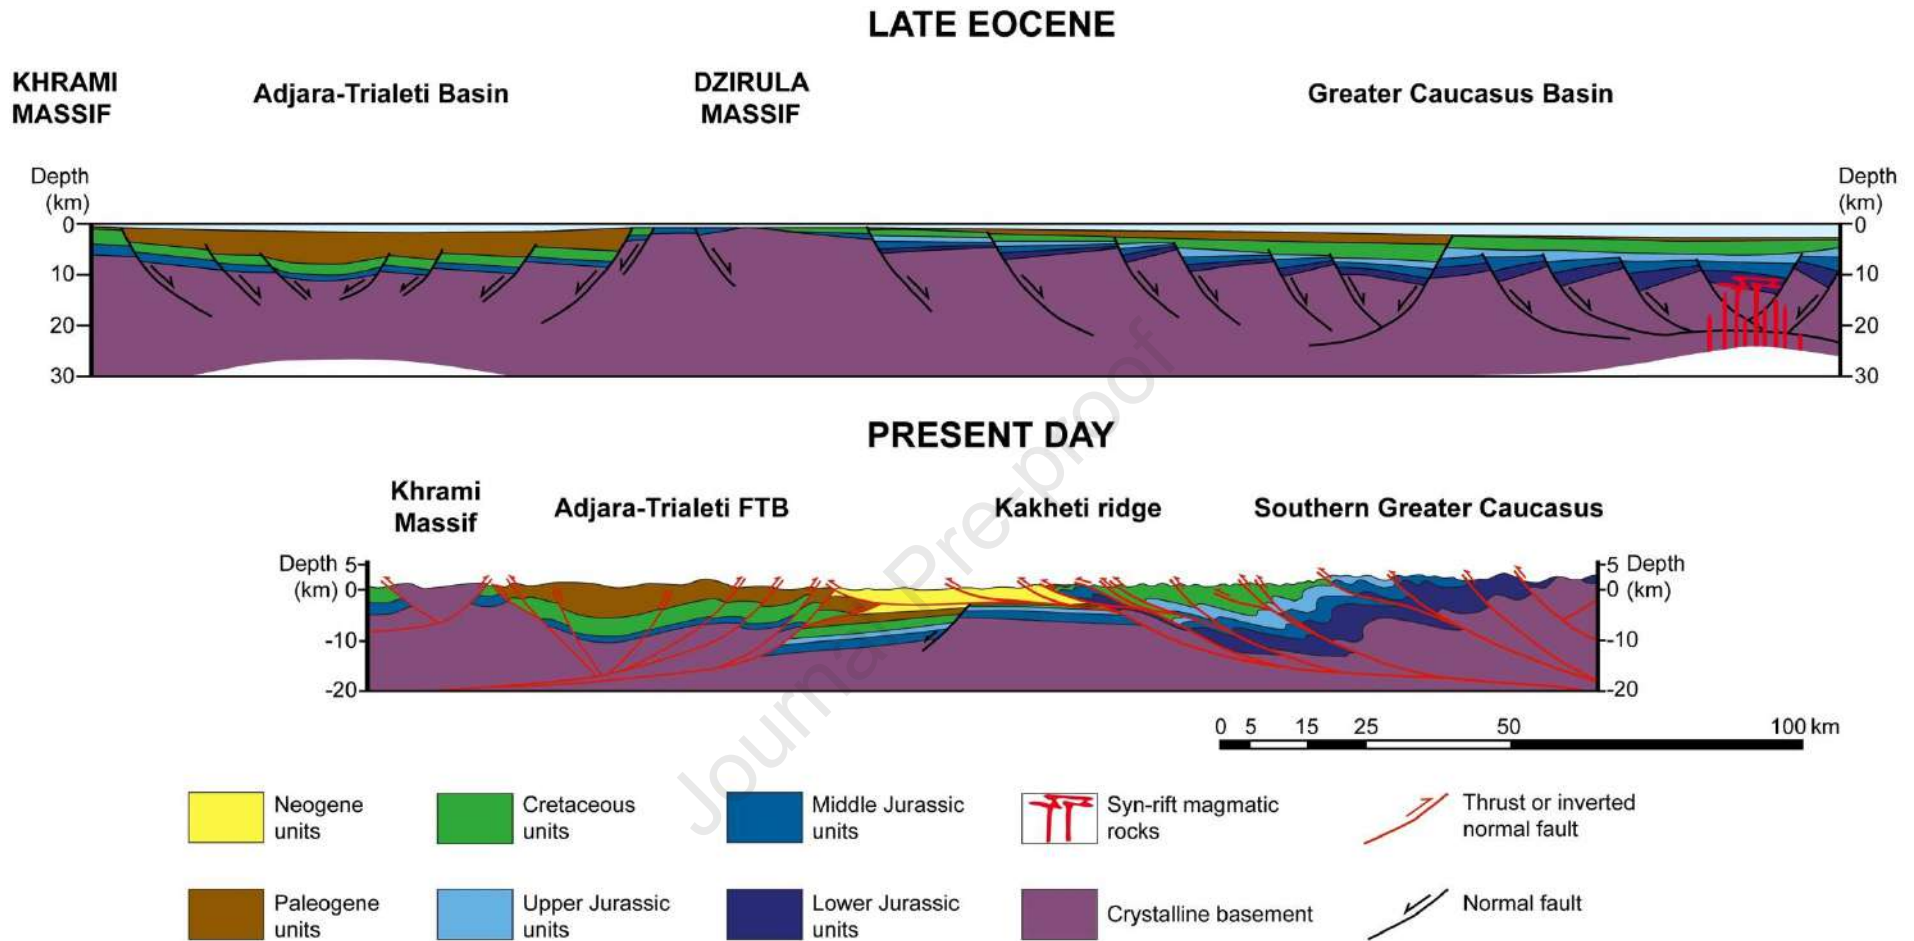 LATE EOCENE
KHRAMI
MASSIF
Adjara-Trialeti Basin
DZIRULA
MASSIF
Greater Caucasus Basin
Depth
(km)
Depth
(km)
0
0
10
10
20
20
30
30
PRESENT DAY
Khrami
Massif
Adjara-Trialeti FTB
Kakheti ridge
Southern Greater Caucasus
Depth 5
(km) 0
-10
-20
5 Depth
0 (km)
-10
-20
0 5 15 25 50 100 km
Neogene
units
Cretaceous
units
Middle Jurassic
units
Syn-rift magmatic
rocks
Thrust or inverted
normal fault
Paleogene
units
Upper Jurassic
units
Lower Jurassic
units
Crystalline basement
Normal fault
Journal Pre-proof